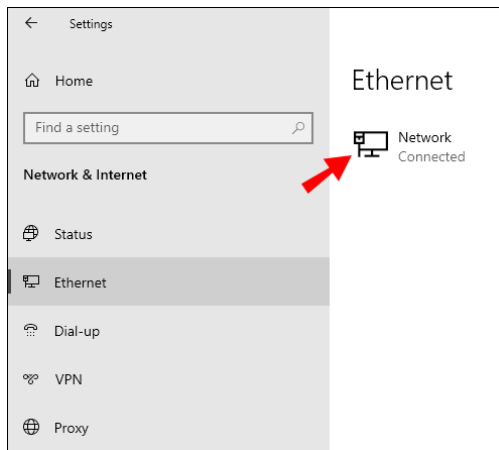 Settings
Home
Find a setting
Network & Internet
Status
Ethernet
Dial-up
VPN
Proxy
Ethernet
Network
Connected